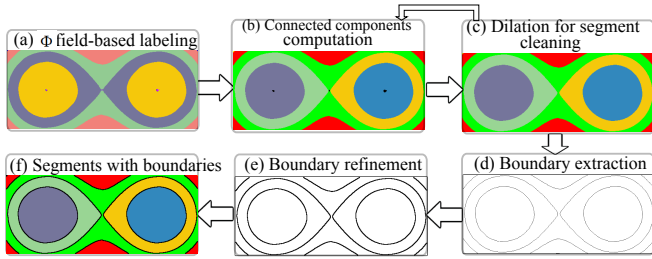 (a) Φ field-based labeling
(b) Connected components
computation
(c) Dilation for segment
cleaning
(f) Segments with boundaries
(e) Boundary refinement
(d) Boundary extraction